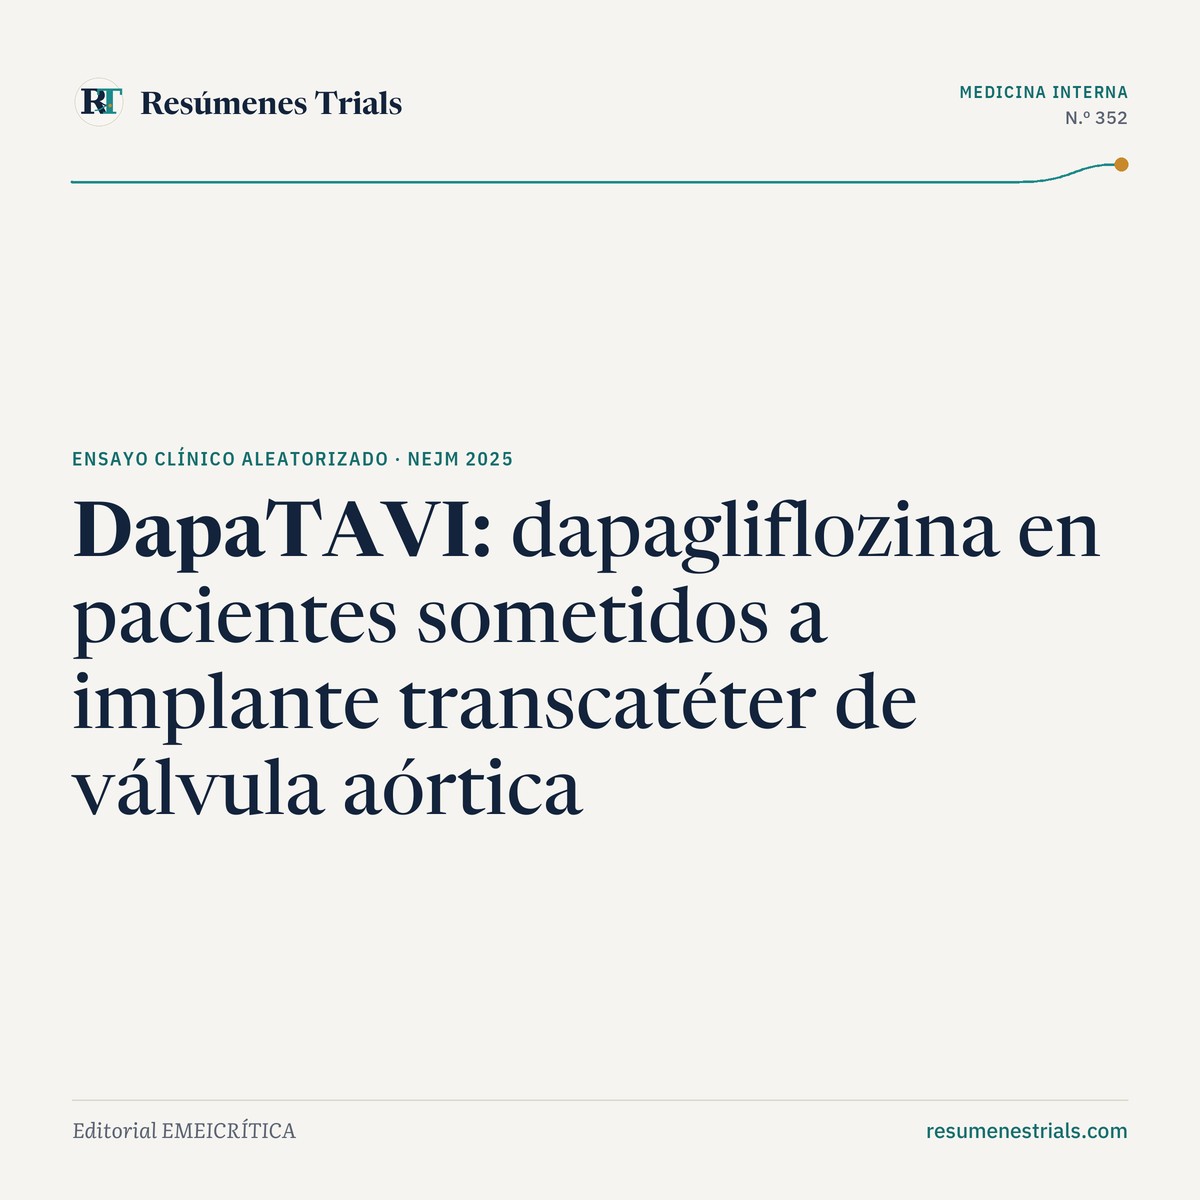 RT Resúmenes Trials
MEDICINA INTERNA
N.º 352
ENSAYO CLÍNICO ALEATORIZADO · NEJM 2025
DapaTAVI: dapagliflozina en
pacientes sometidos a
implante transcatéter de
válvula aórtica
Editorial EMEICRÍTICA
resumenestrials.com